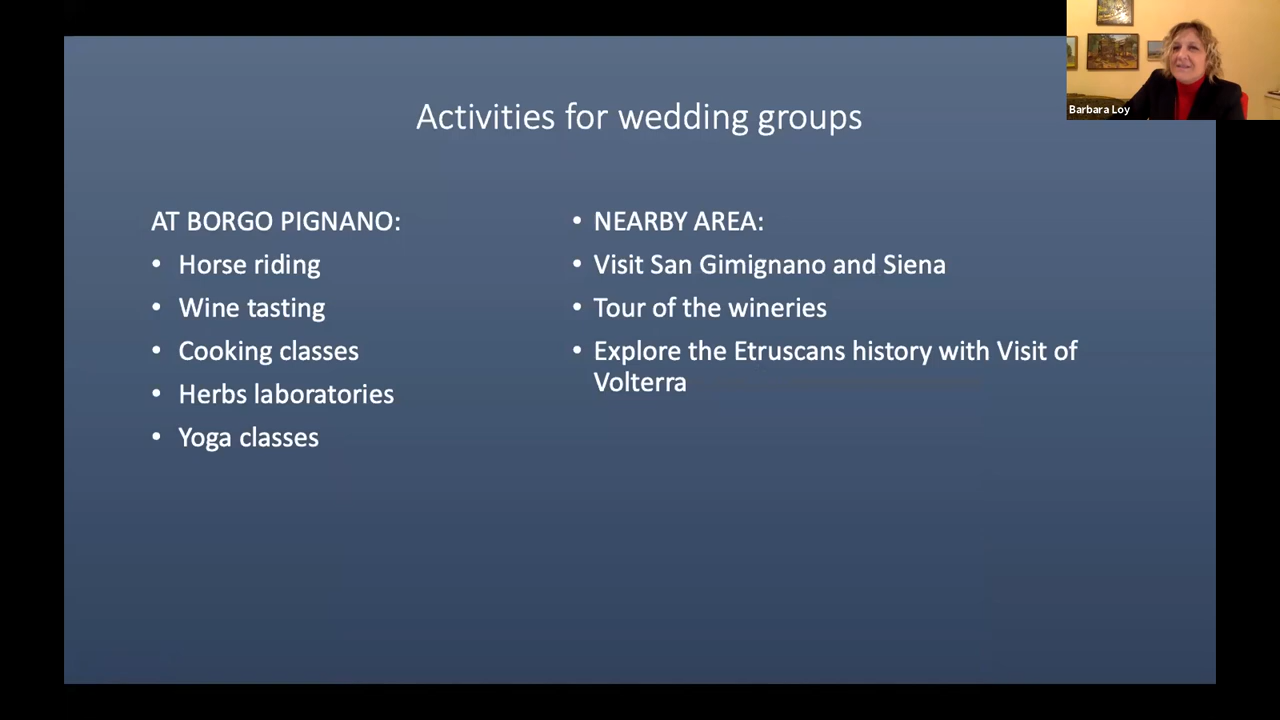 Activities for wedding groups
AT BORGO PIGNANO:
• Horse riding
• Wine tasting
• Cooking classes
• Herbs laboratories
• Yoga classes
• NEARBY AREA:
• Visit San Gimignano and Siena
• Tour of the wineries
• Explore the Etruscans history with Visit of
Volterra
Barbara Loy